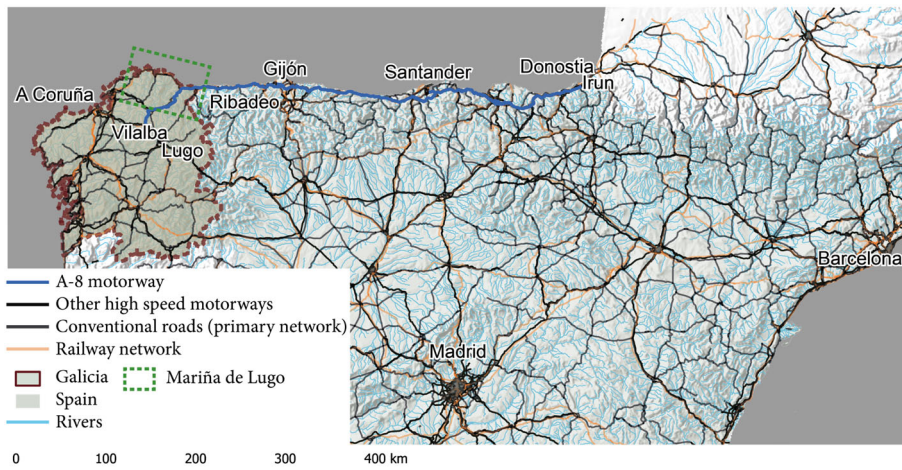 Gijón
Santander
Donostia
Irun
A Coruña
Ribadeo
Vilalba
Lugo
Barcelona
Madrid
A-8 motorway
Other high speed motorways
Conventional roads (primary network)
Railway network
Galicia
Mariña de Lugo
Spain
Rivers
0 100 200 300 400 km